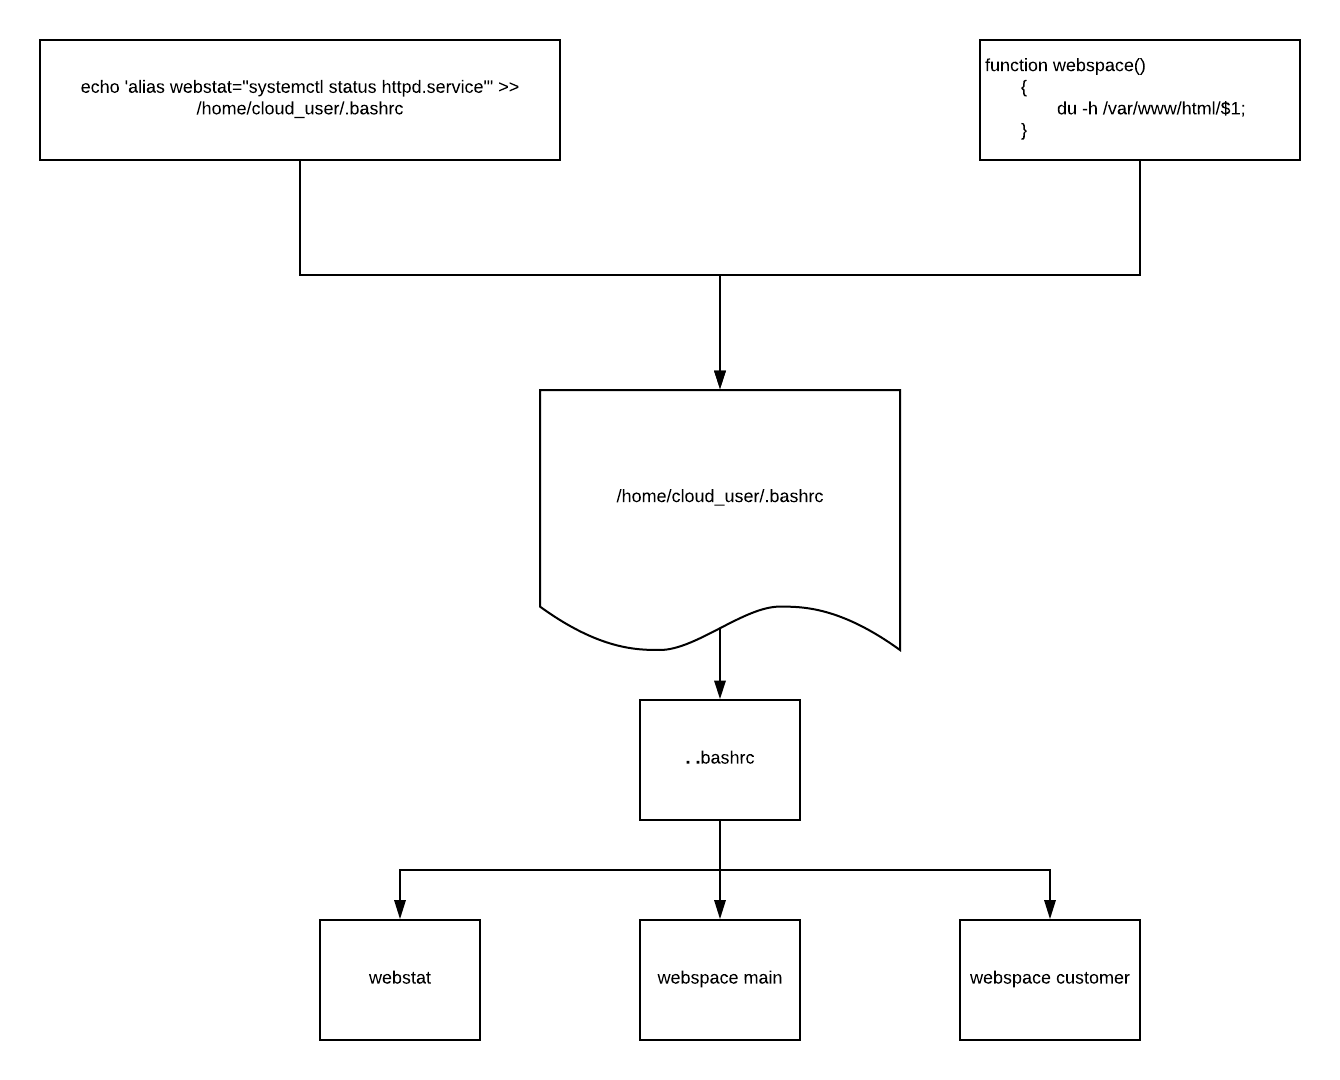 echo 'alias webstat="systemctl status httpd.service"' >>
/home/cloud_user/.bashrc
function webspace()
{
du -h /var/www/html/$1;
}
/home/cloud_user/.bashrc
. .bashrc
webstat
webspace main
webspace customer